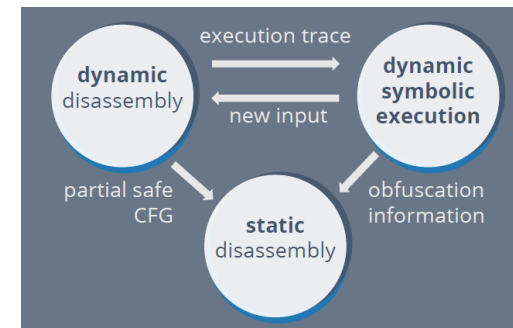 execution trace
dynamic
disassembly
dynamic
symbolic
execution
new input
partial safe
CFG
obfuscation
information
static
disassembly